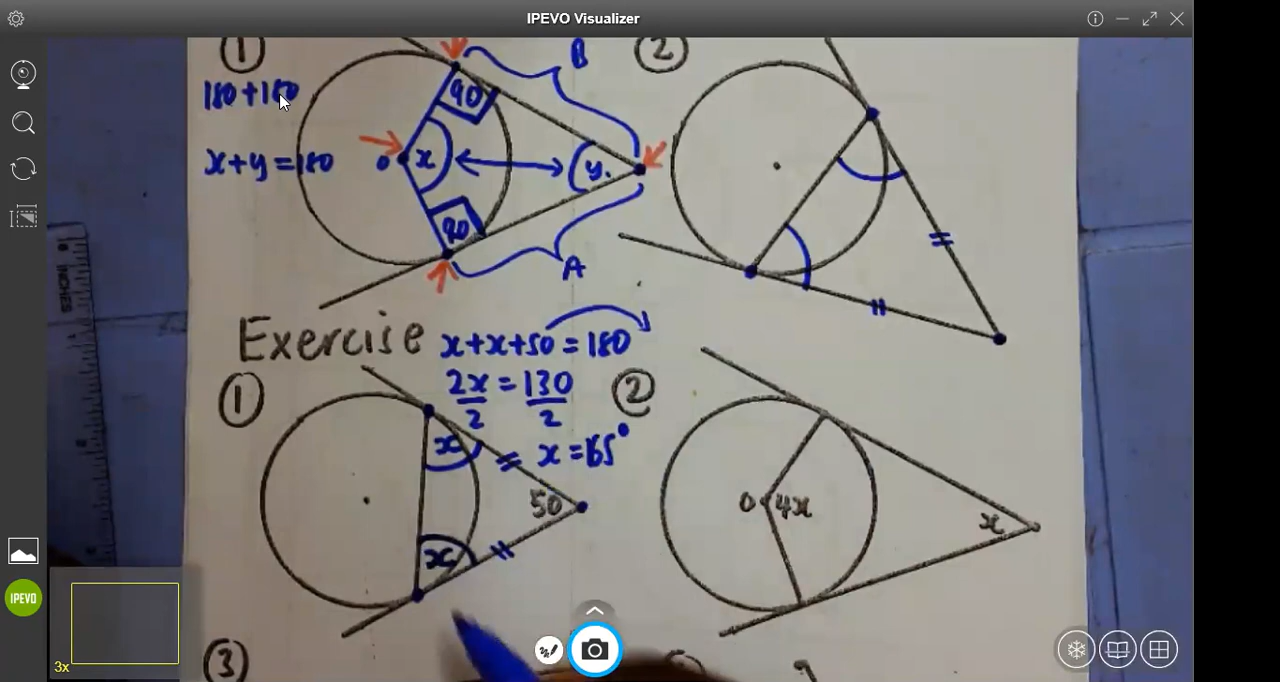 IPEVO Visualizer
① B ②
180+180
90
x+y=180
o x y.
90
A
Exercise x+x+50=180
① 2x = 130 ②
2 2
x x = 65°
50 o 4x x
x
③
INCHES
IPEVO
3x